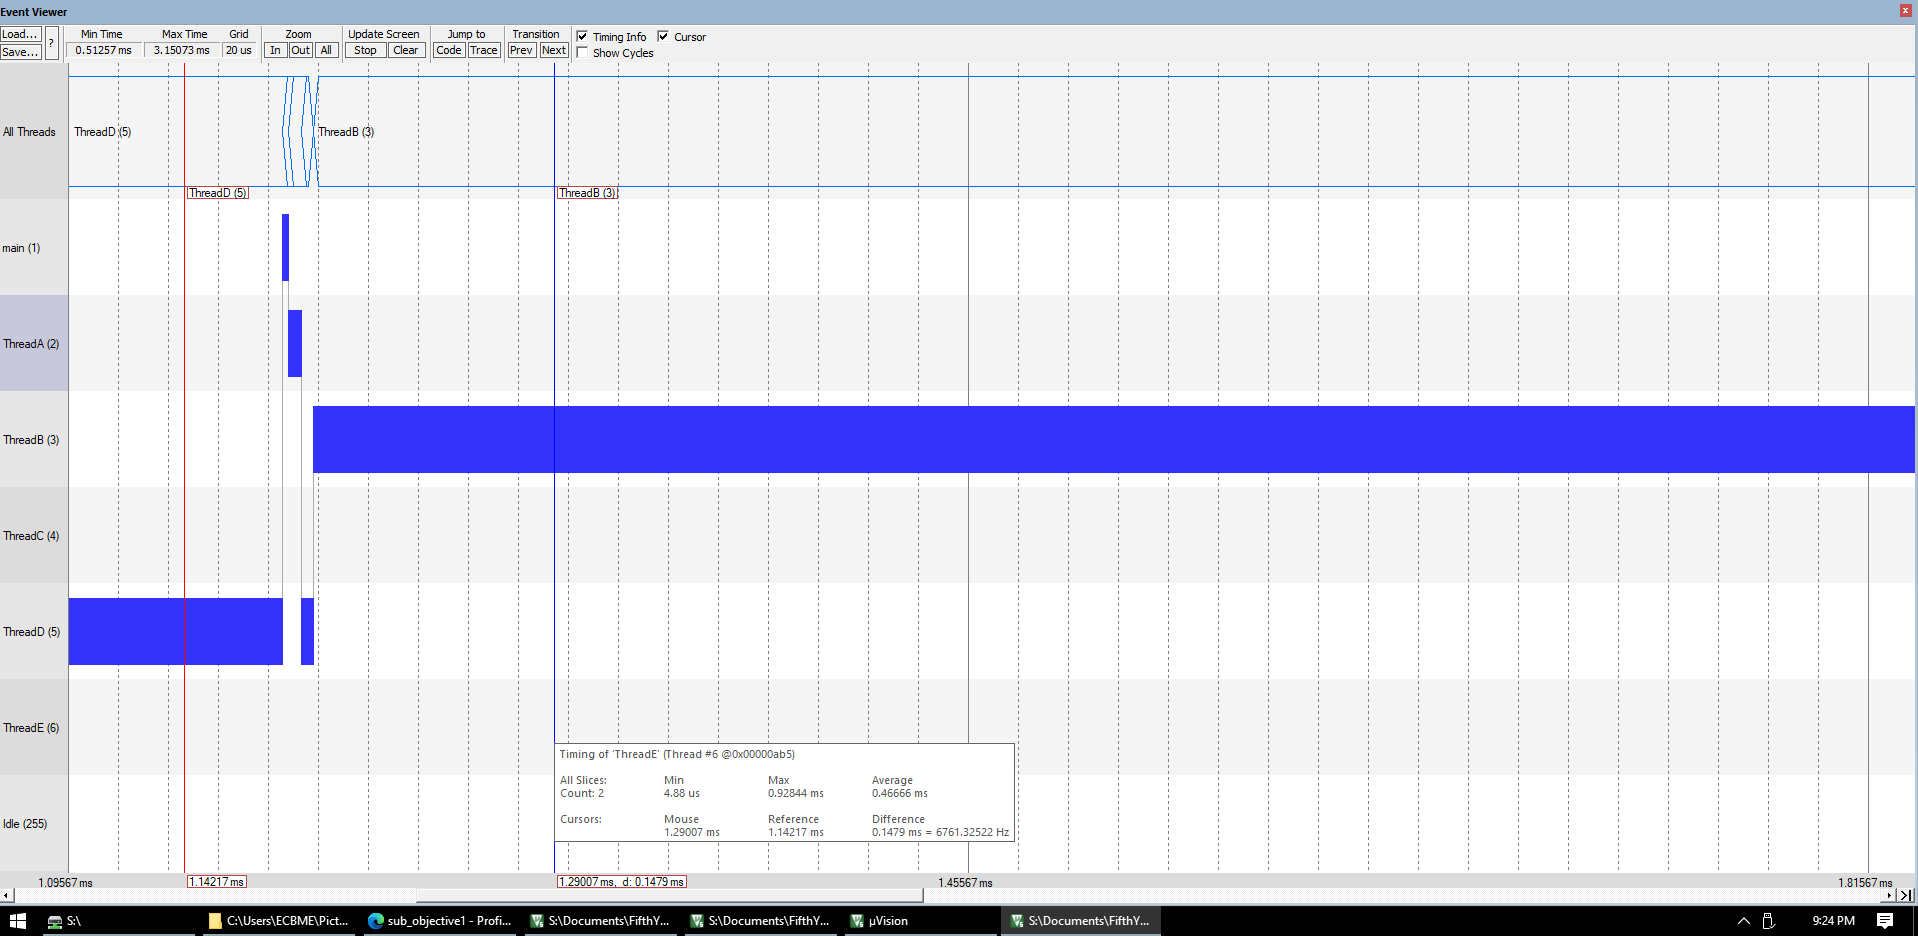 Event Viewer
Load... Min Time Max Time Grid Zoom Update Screen Jump to Transition Timing Info Cursor
Save... ? 0.51257 ms 3.15073 ms 20 us In Out All Stop Clear Code Trace Prev Next Show Cycles
All Threads ThreadD (5) ThreadB (3)
ThreadD (5) ThreadB (3)
main (1)
ThreadA (2)
ThreadB (3)
ThreadC (4)
ThreadD (5)
ThreadE (6)
Timing of 'ThreadE' (Thread #6 @0x00000ab5)
All Slices: Min Max Average
Count: 2 4.88 us 0.92844 ms 0.46666 ms
Cursors: Mouse Reference Difference
1.29007 ms 1.14217 ms 0.1479 ms = 6761.32522 Hz
Idle (255)
1.09567 ms 1.14217 ms 1.29007 ms, d: 0.1479 ms 1.45567 ms 1.81567 ms
S:\ C:\Users\ECBME\Pict... sub_objective1 - Profi... S:\Documents\FifthY... S:\Documents\FifthY... µVision S:\Documents\FifthY... 9:24 PM